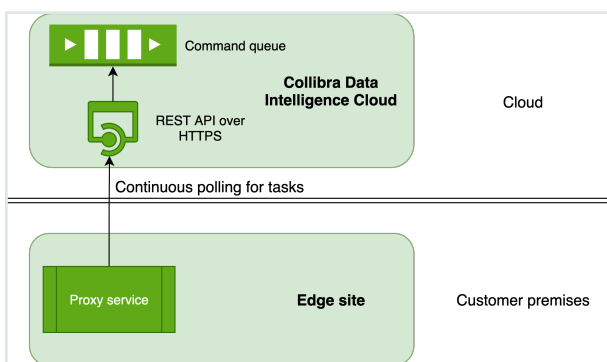 Command queue
Collibra Data
Intelligence Cloud
Cloud
REST API over
HTTPS
Continuous polling for tasks
Proxy service
Edge site
Customer premises